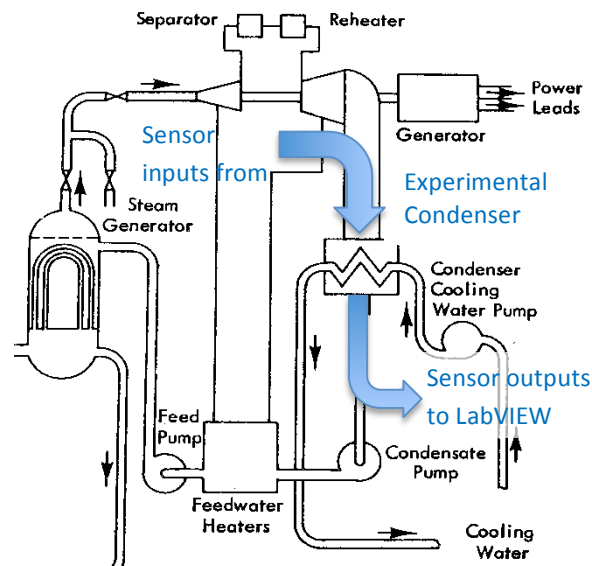 Separator
Reheater
Power
Leads
Generator
Sensor
inputs from
Experimental
Condenser
Steam
Generator
Condenser
Cooling
Water Pump
Sensor outputs
to LabVIEW
Feed
Pump
Condensate
Pump
Feedwater
Heaters
Cooling
Water